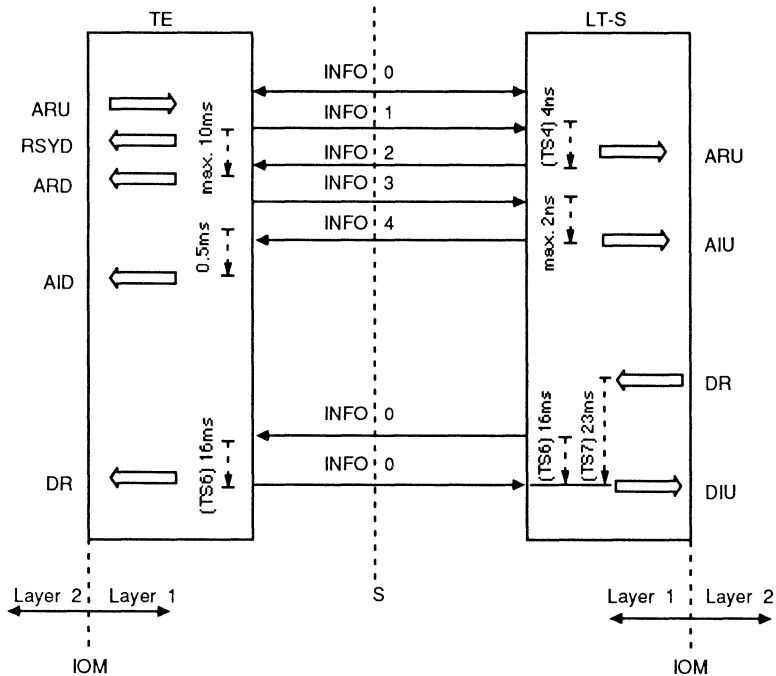 TE
LT-S
INFO 0
ARU
INFO 1
RSYD
max. 10ms
(TS4) 4ns
INFO 2
ARU
ARD
INFO 3
INFO 4
0.5ms
max. 2ns
AIU
AID
DR
INFO 0
(TS6) 16ms
(TS6) 16ms
(TS7) 23ms
INFO 0
DR
DIU
Layer 2 Layer 1
S
Layer 1 Layer 2
IOM
IOM